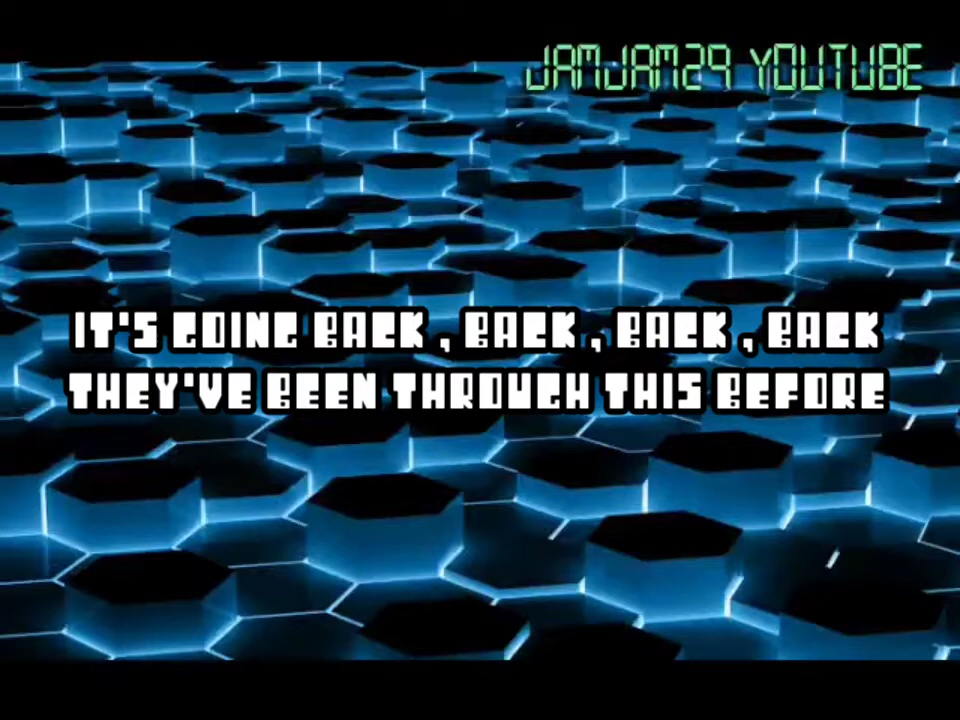 JAMJAM29 YOUTUBE
IT'S GOING BACK , BACK , BACK , BACK
THEY'VE BEEN THROUGH THIS BEFORE